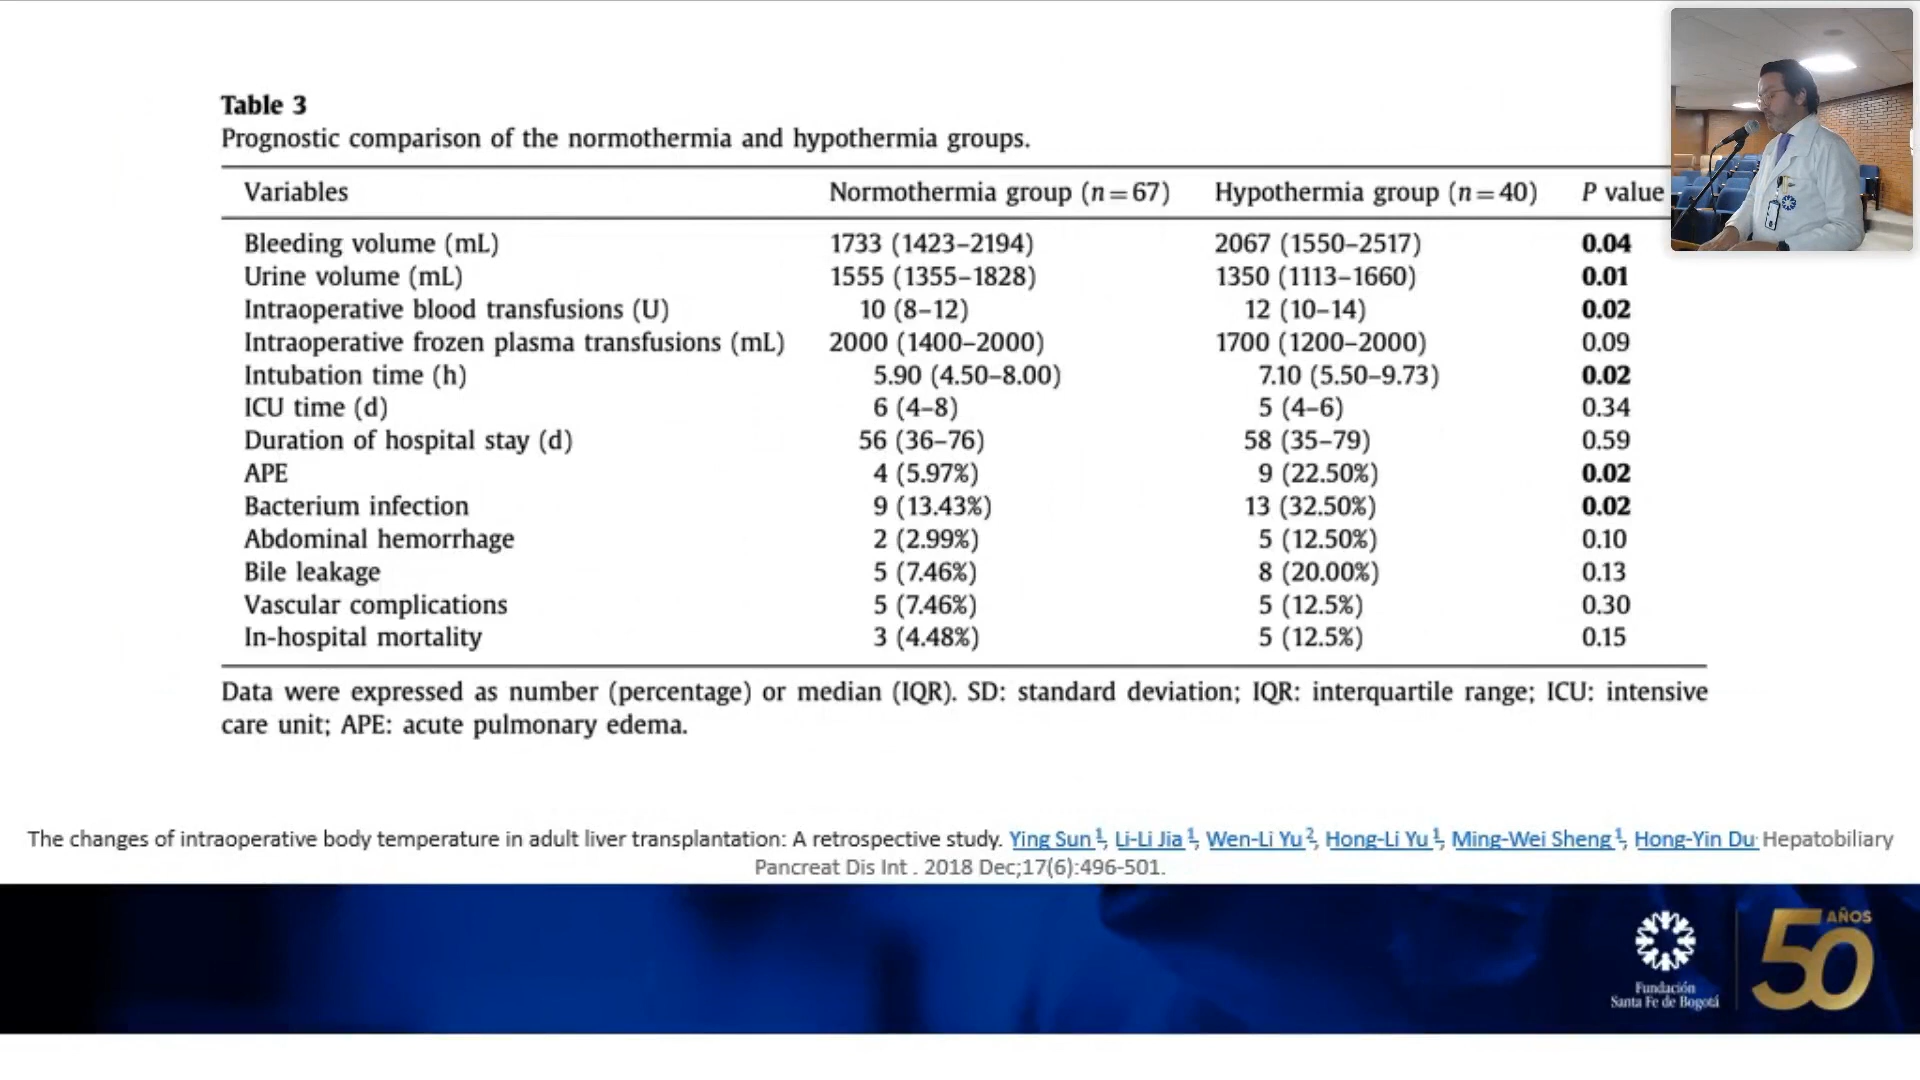 Table 3
Prognostic comparison of the normothermia and hypothermia groups.
Variables Normothermia group (n=67) Hypothermia group (n=40) P value
Bleeding volume (mL) 1733 (1423–2194) 2067 (1550–2517) 0.04
Urine volume (mL) 1555 (1355–1828) 1350 (1113–1660) 0.01
Intraoperative blood transfusions (U) 10 (8–12) 12 (10–14) 0.02
Intraoperative frozen plasma transfusions (mL) 2000 (1400–2000) 1700 (1200–2000) 0.09
Intubation time (h) 5.90 (4.50–8.00) 7.10 (5.50–9.73) 0.02
ICU time (d) 6 (4–8) 5 (4–6) 0.34
Duration of hospital stay (d) 56 (36–76) 58 (35–79) 0.59
APE 4 (5.97%) 9 (22.50%) 0.02
Bacterium infection 9 (13.43%) 13 (32.50%) 0.02
Abdominal hemorrhage 2 (2.99%) 5 (12.50%) 0.10
Bile leakage 5 (7.46%) 8 (20.00%) 0.13
Vascular complications 5 (7.46%) 5 (12.5%) 0.30
In-hospital mortality 3 (4.48%) 5 (12.5%) 0.15
Data were expressed as number (percentage) or median (IQR). SD: standard deviation; IQR: interquartile range; ICU: intensive
care unit; APE: acute pulmonary edema.
The changes of intraoperative body temperature in adult liver transplantation: A retrospective study. Ying Sun 1, Li-Li Jia 1, Wen-Li Yu 2, Hong-Li Yu 1, Ming-Wei Sheng 1, Hong-Yin Du Hepatobiliary
Pancreat Dis Int . 2018 Dec;17(6):496-501.
Fundación
Santa Fe de Bogotá
50 AÑOS